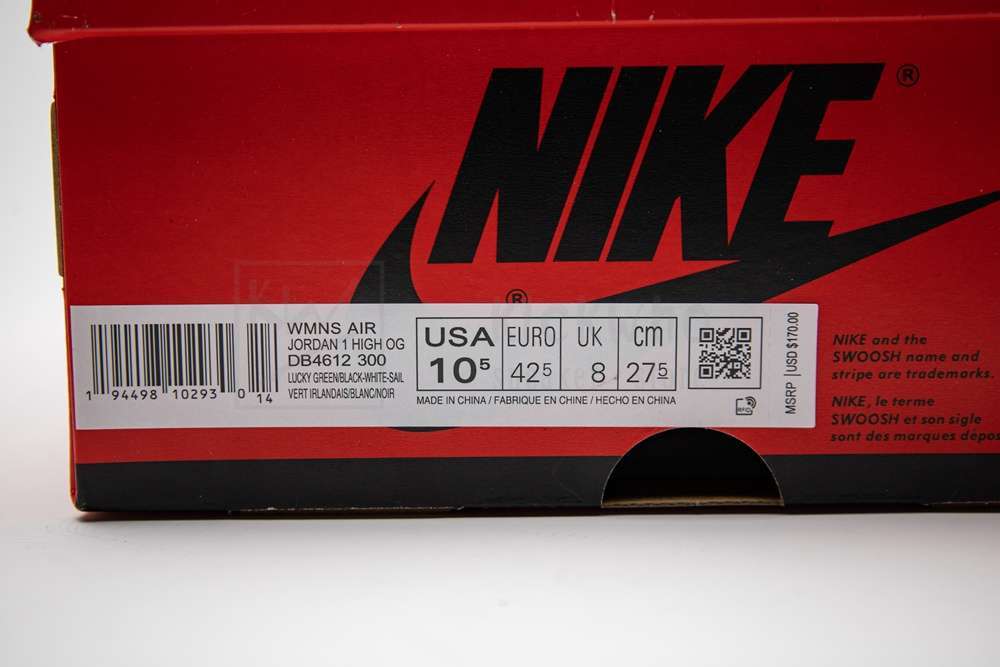 NIKE ®
®
WMNS AIR
JORDAN 1 HIGH OG
DB4612 300
LUCKY GREEN/BLACK-WHITE-SAIL
VERT IRLANDAIS/BLANC/NOIR
1 94498 10293 0 14
USA EURO UK cm
10⁵ 42⁵ 8 27⁵
MADE IN CHINA / FABRIQUE EN CHINE / HECHO EN CHINA
RFID
MSRP | USD $170.00
NIKE and the
SWOOSH name and
stripe are trademarks.
NIKE, le terme
SWOOSH et son sigle
sont des marques dépos